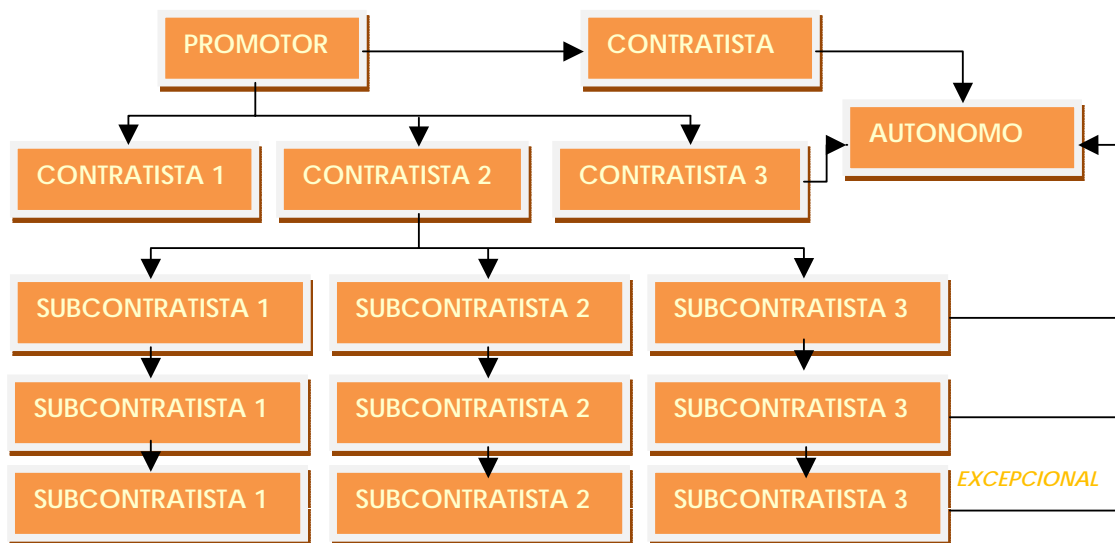 PROMOTOR
CONTRATISTA
AUTONOMO
CONTRATISTA 1
CONTRATISTA 2
CONTRATISTA 3
SUBCONTRATISTA 1
SUBCONTRATISTA 2
SUBCONTRATISTA 3
SUBCONTRATISTA 1
SUBCONTRATISTA 2
SUBCONTRATISTA 3
EXCEPCIONAL
SUBCONTRATISTA 1
SUBCONTRATISTA 2
SUBCONTRATISTA 3